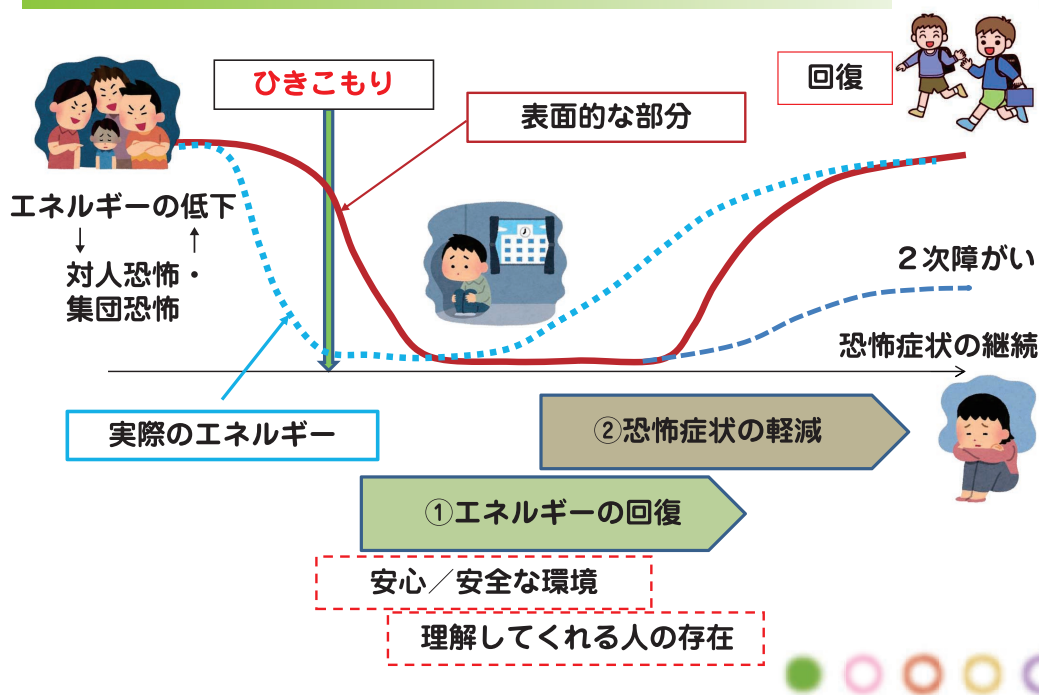 ひきこもり
回復
表面的な部分
エネルギーの低下
↓ ↑
対人恐怖・
集団恐怖
2次障がい
恐怖症状の継続
実際のエネルギー
②恐怖症状の軽減
①エネルギーの回復
安心／安全な環境
理解してくれる人の存在